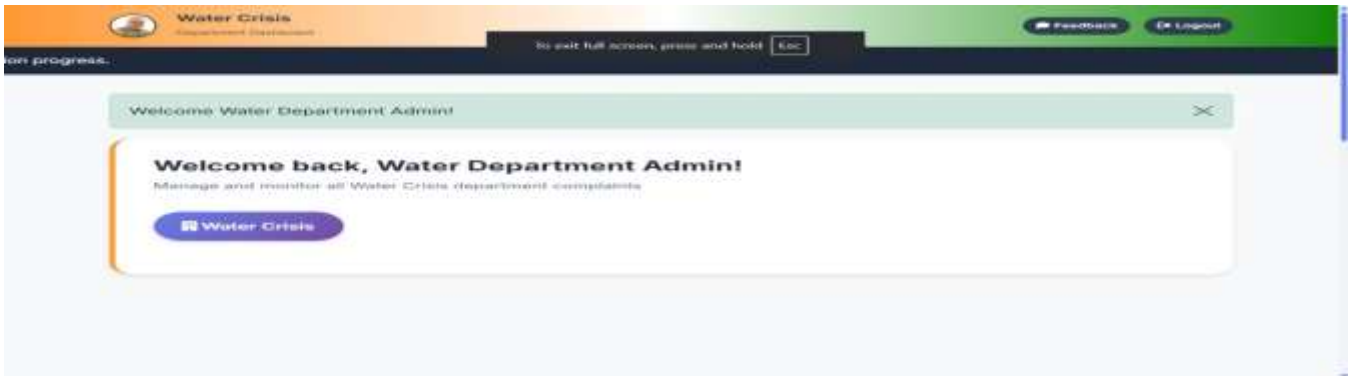 Water Crisis
Department Dashboard
Feedback
Logout
To exit full screen, press and hold Esc
ion progress.
Welcome Water Department Admin!
Welcome back, Water Department Admin!
Manage and monitor all Water Crisis department complaints
Water Crisis